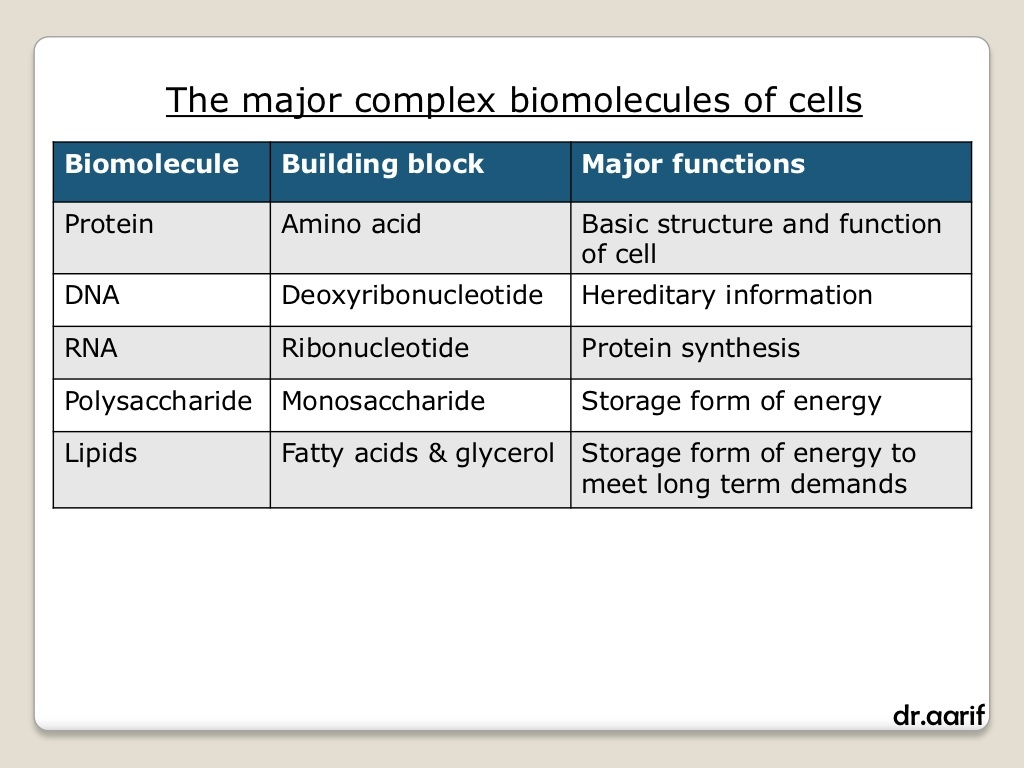 The major complex biomolecules of cells
Biomolecule Building block Major functions
Protein Amino acid Basic structure and function
of cell
DNA Deoxyribonucleotide Hereditary information
RNA Ribonucleotide Protein synthesis
Polysaccharide Monosaccharide Storage form of energy
Lipids Fatty acids & glycerol Storage form of energy to
meet long term demands
dr.aarif